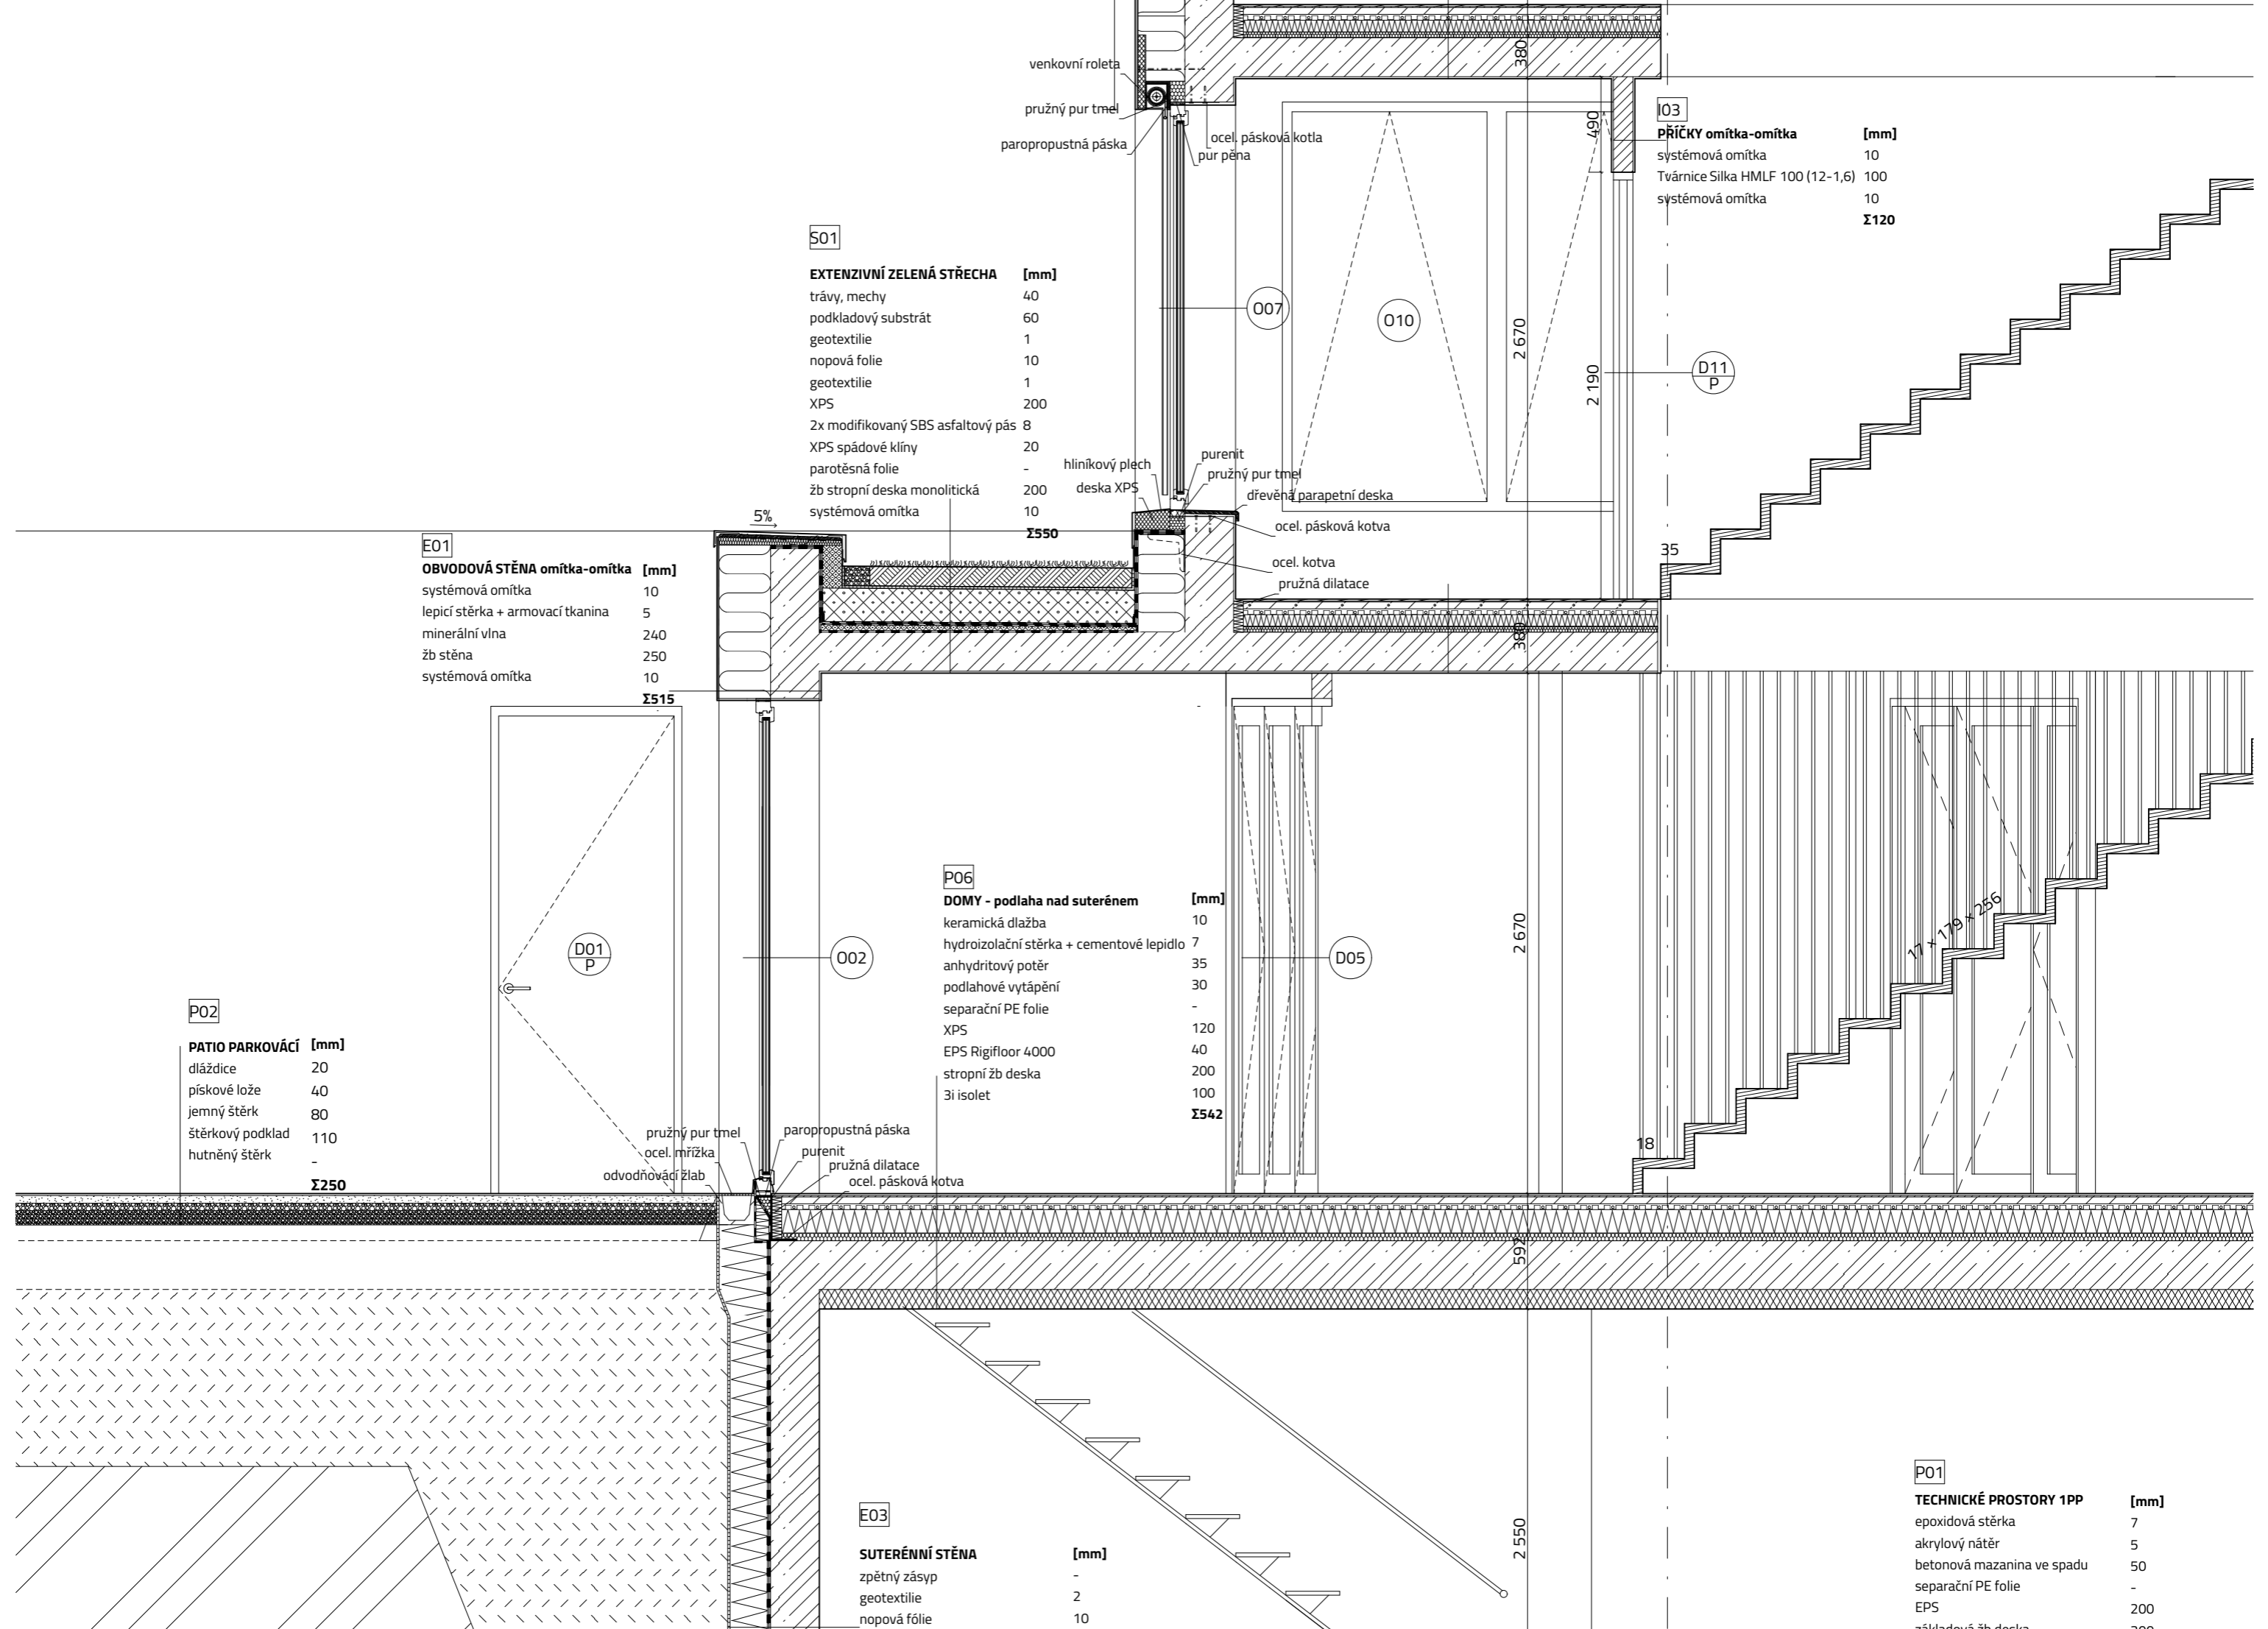 380
venkovní roleta
pružný pur tmel
paropropustná páska
ocel. pásková kotla
pur pěna
490
I03
PŘÍČKY omítka-omítka [mm]
systémová omítka 10
Tvárnice Silka HMLF 100 (12-1,6) 100
systémová omítka 10
Σ120
S01
EXTENZIVNÍ ZELENÁ STŘECHA [mm]
trávy, mechy 40
podkladový substrát 60
geotextilie 1
nopová folie 10
geotextilie 1
XPS 200
2x modifikovaný SBS asfaltový pás 8
XPS spádové klíny 20
parotěsná folie -
žb stropní deska monolitická 200
systémová omítka 10
Σ550
O07
O10
2 670
2 190
D11
P
hliníkový plech
deska XPS
purenit
pružný pur tmel
dřevěná parapetní deska
ocel. pásková kotva
ocel. kotva
pružná dilatace
35
5%
380
E01
OBVODOVÁ STĚNA omítka-omítka [mm]
systémová omítka 10
lepicí stěrka + armovací tkanina 5
minerální vlna 240
žb stěna 250
systémová omítka 10
Σ515
D01
P
O02
P06
DOMY - podlaha nad suterénem [mm]
keramická dlažba 10
hydroizolační stěrka + cementové lepidlo 7
anhydritový potěr 35
podlahové vytápění 30
separační PE folie -
XPS 120
EPS Rigifloor 4000 40
stropní žb deska 200
3i isolet 100
Σ542
D05
2 670
17 x 179 x 256
18
P02
PATIO PARKOVÁCÍ [mm]
dláždice 20
pískové lože 40
jemný štěrk 80
štěrkový podklad 110
hutněný štěrk -
Σ250
pružný pur tmel
ocel. mřížka
odvodňovácí žlab
paropropustná páska
purenit
pružná dilatace
ocel. pásková kotva
592
2 550
E03
SUTERÉNNÍ STĚNA [mm]
zpětný zásyp -
geotextilie 2
nopová fólie 10
P01
TECHNICKÉ PROSTORY 1PP [mm]
epoxidová stěrka 7
akrylový nátěr 5
betonová mazanina ve spadu 50
separační PE folie -
EPS 200
základová žb deska